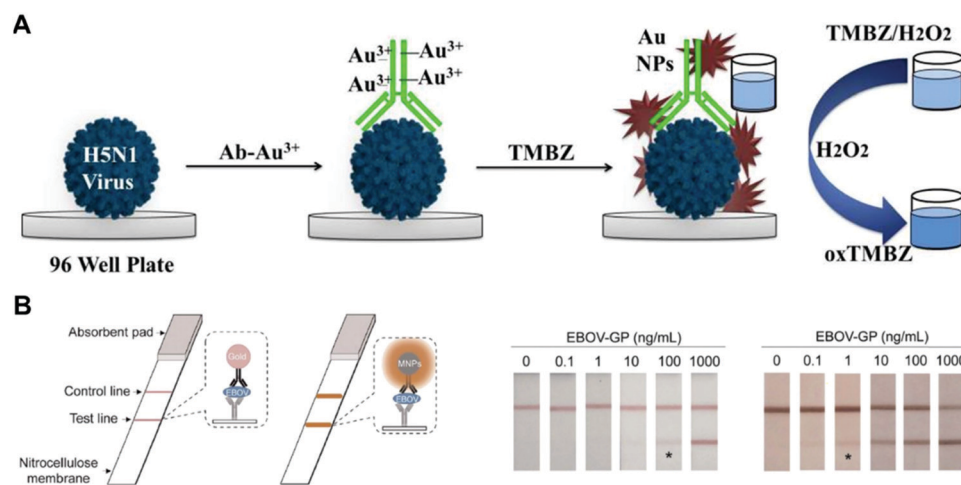 A
H5N1
Virus
96 Well Plate
Ab-Au³⁺
Au³⁺
Au³⁺
Au³⁺
Au³⁺
TMBZ
Au
NPs
TMBZ/H2O2
H2O2
oxTMBZ
B
Absorbent pad
Control line
Test line
Nitrocellulose
membrane
Gold
EBOV
MNPs
EBOV
EBOV-GP (ng/mL)
0 0.1 1 10 100 1000
*
EBOV-GP (ng/mL)
0 0.1 1 10 100 1000
*